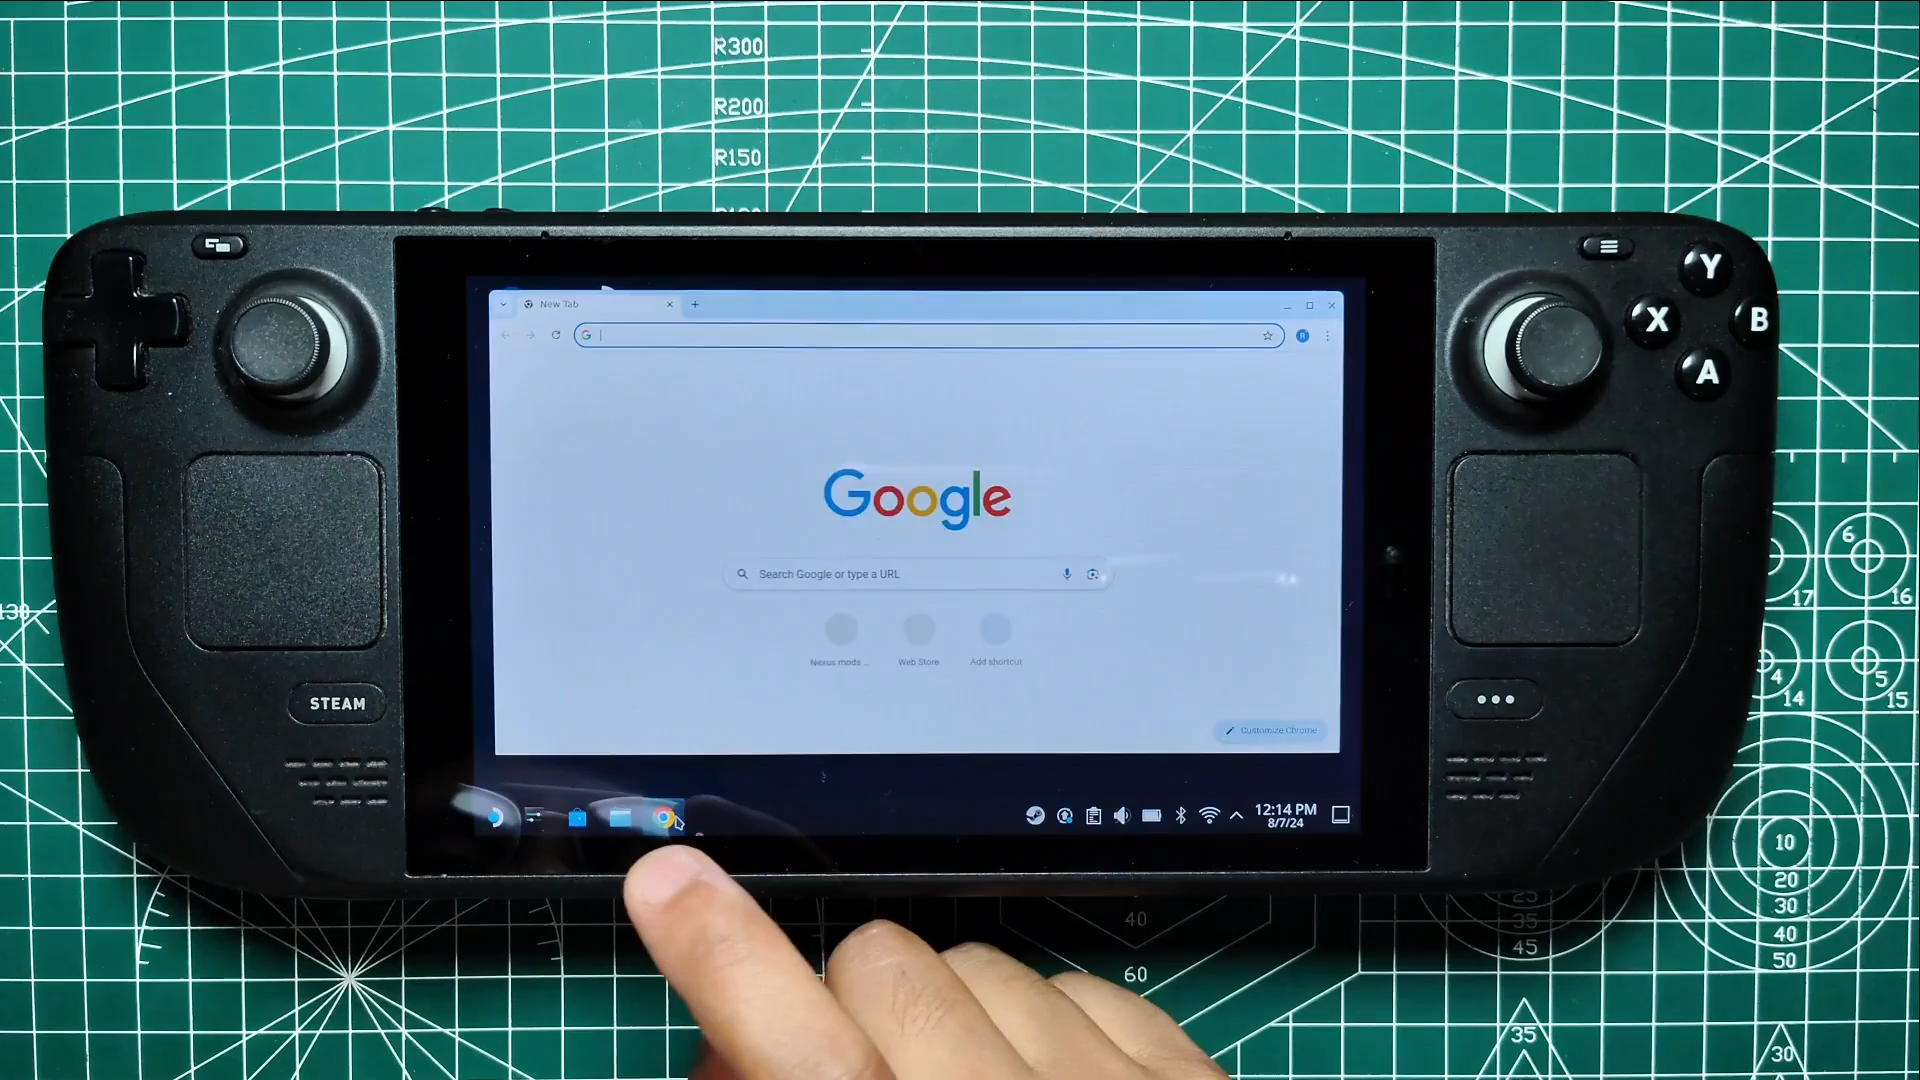 R300
R200
R150
New Tab
Y
X
B
A
Google
Search Google or type a URL
Nexus mods ...
Web Store
Add shortcut
Customize Chrome
STEAM
12:14 PM
8/7/24
130
6
17
16
4
14
5
15
10
20
30
40
50
25
35
45
40
60
35
30